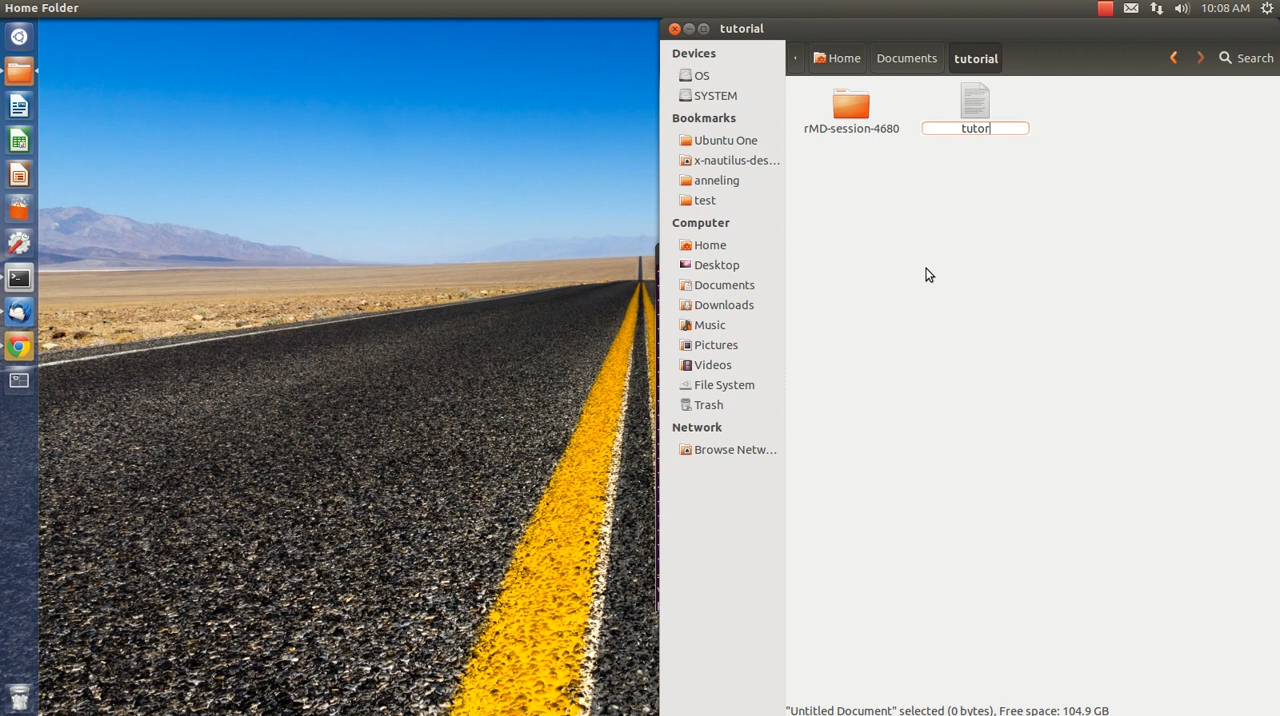 Home Folder
10:08 AM
tutorial
Devices
OS
SYSTEM
Bookmarks
Ubuntu One
x-nautilus-des...
anneling
test
Computer
Home
Desktop
Documents
Downloads
Music
Pictures
Videos
File System
Trash
Network
Browse Netw...
Home
Documents
tutorial
Search
rMD-session-4680
tutor
"Untitled Document" selected (0 bytes), Free space: 104.9 GB